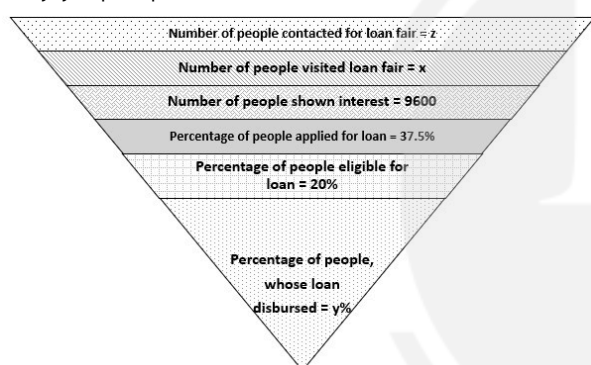 Number of people contacted for loan fair = z
Number of people visited loan fair = x
Number of people shown interest = 9600
Percentage of people applied for loan = 37.5%
Percentage of people eligible for
loan = 20%
Percentage of people,
whose loan
disbursed = y%